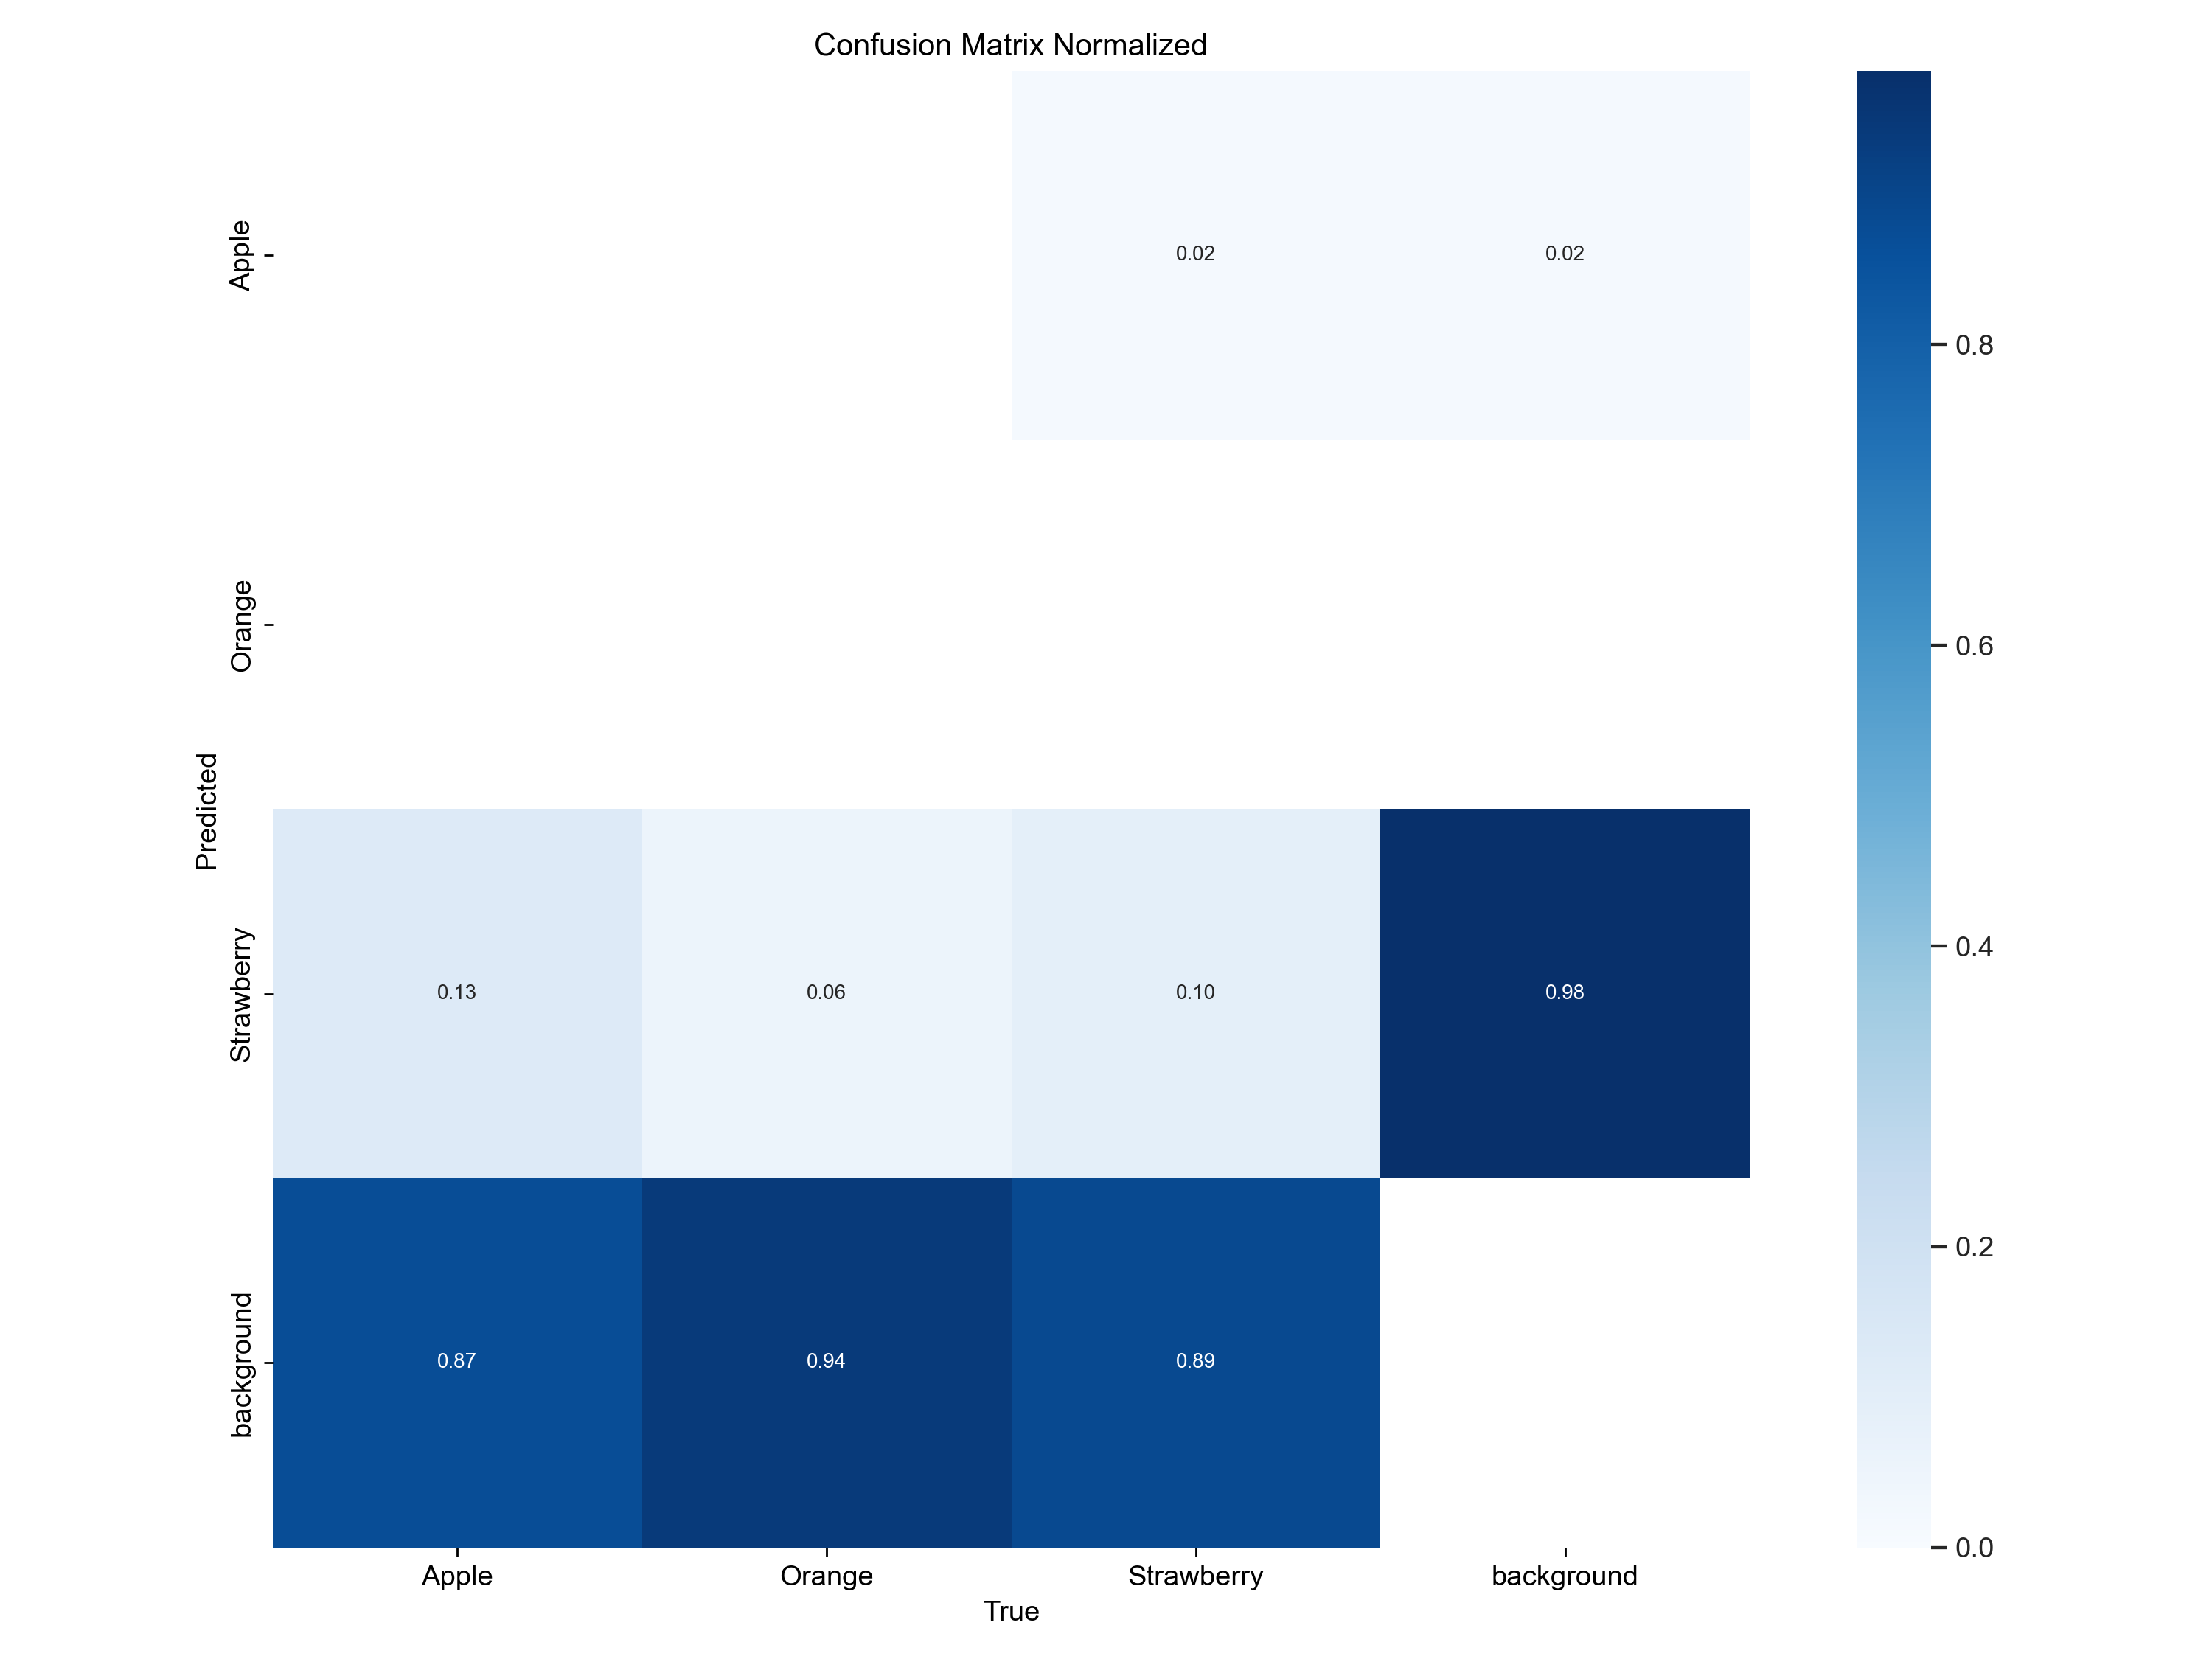 Confusion Matrix Normalized
Apple
0.02
0.02
0.8
Orange
0.6
Predicted
Strawberry
0.13
0.06
0.10
0.98
0.4
0.2
background
0.87
0.94
0.89
0.0
Apple
Orange
Strawberry
background
True